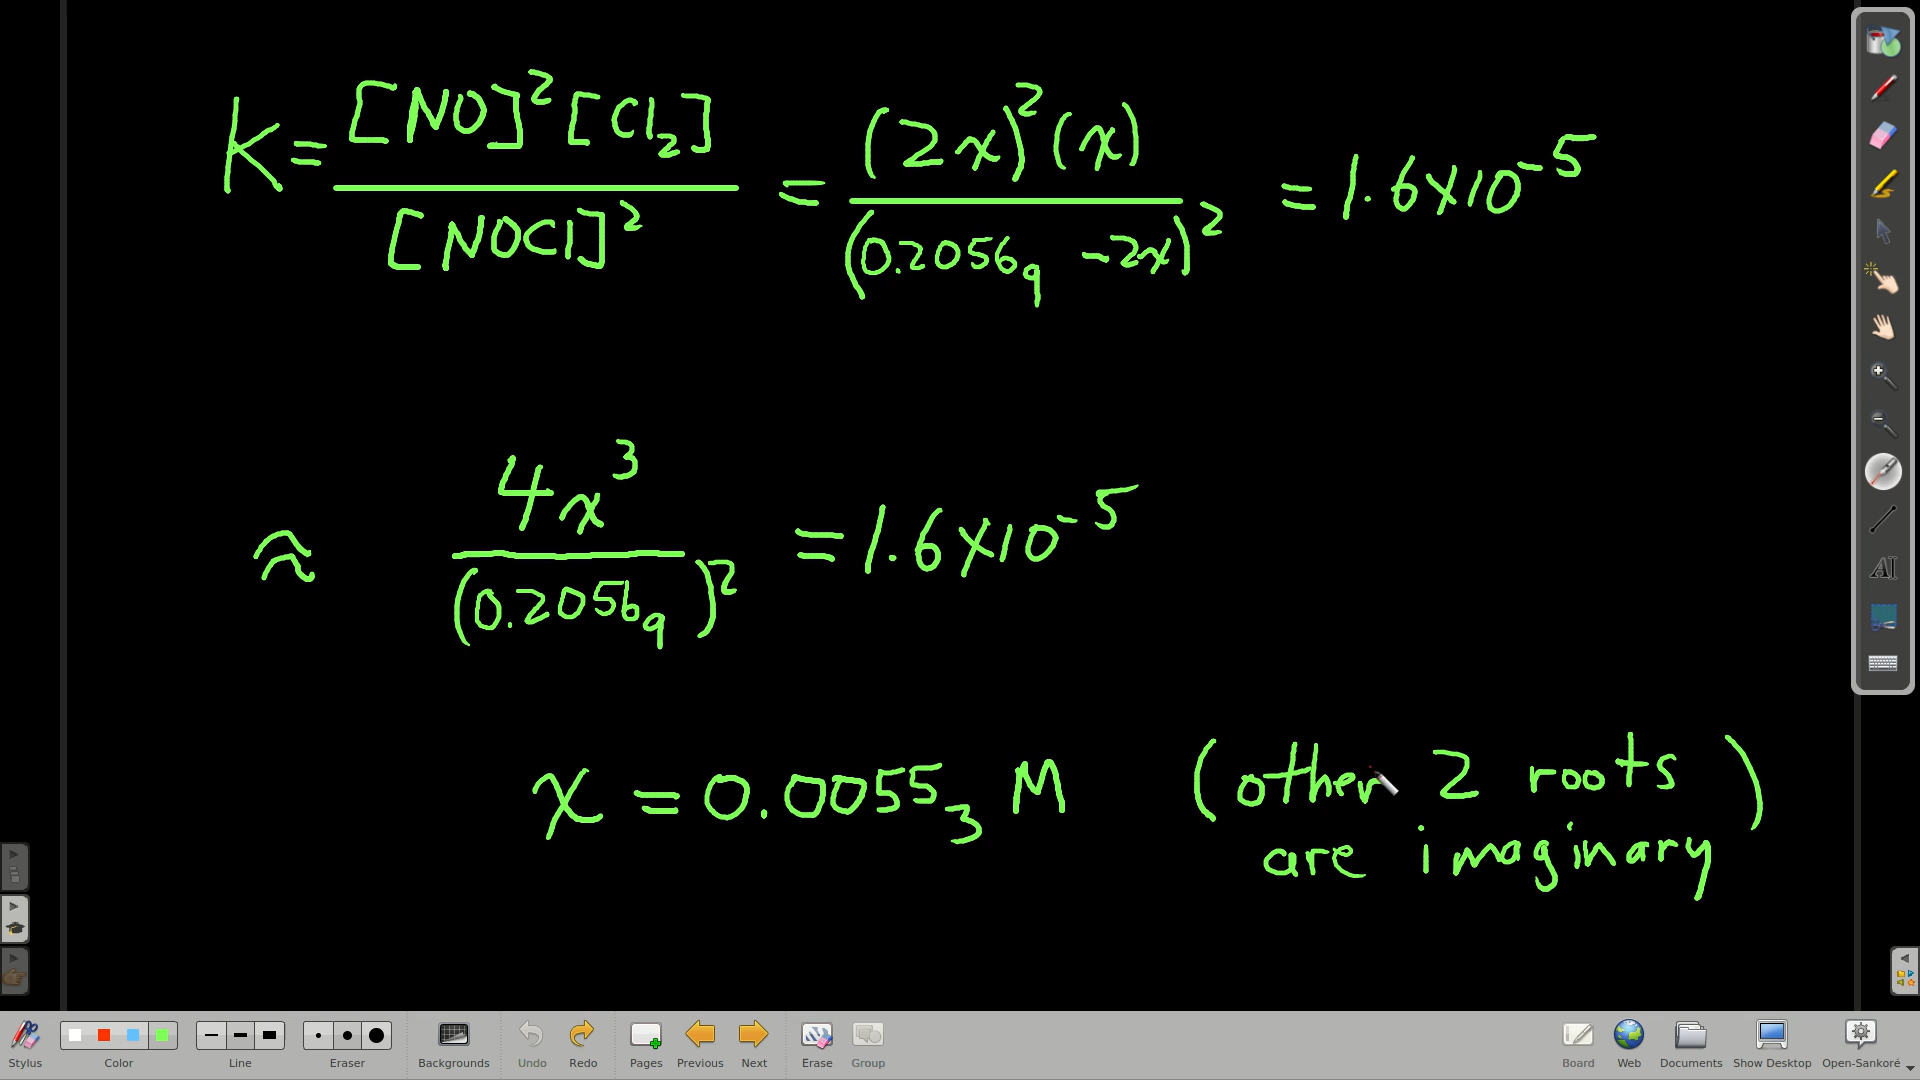 K = [NO]² [Cl₂] / [NOCl]² = (2x)² (x) / (0.2056₉ - 2x)² = 1.6 x 10⁻⁵
≈ 4x³ / (0.2056₉)² = 1.6 x 10⁻⁵
x = 0.0055₃ M (other 2 roots
are imaginary)
AI
Stylus Color Line Eraser Backgrounds Undo Redo Pages Previous Next Erase Group Board Web Documents Show Desktop Open-Sankoré